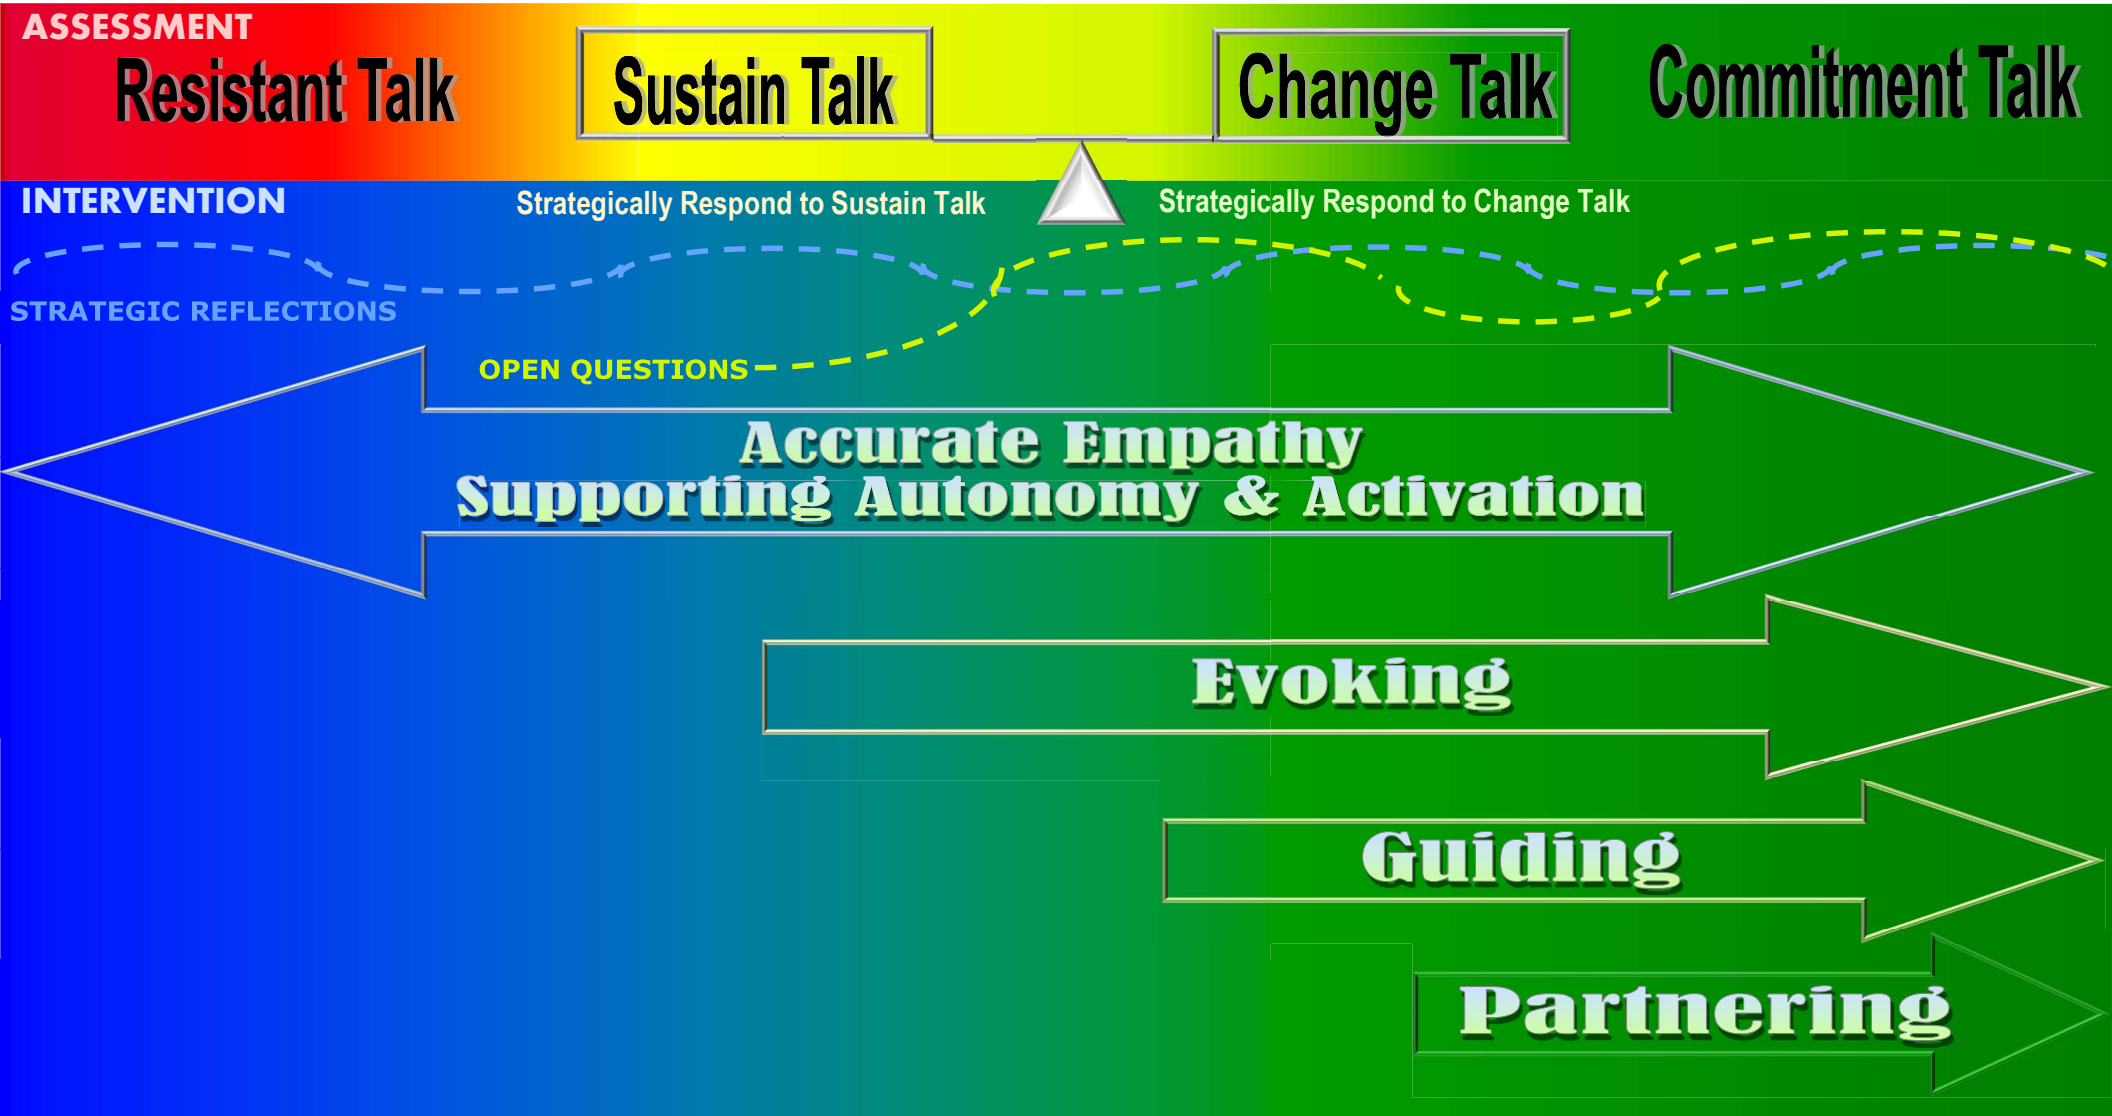 ASSESSMENT
Resistant Talk
Sustain Talk
Change Talk
Commitment Talk
INTERVENTION
Strategically Respond to Sustain Talk
Strategically Respond to Change Talk
STRATEGIC REFLECTIONS
OPEN QUESTIONS
Accurate Empathy
Supporting Autonomy & Activation
Evoking
Guiding
Partnering